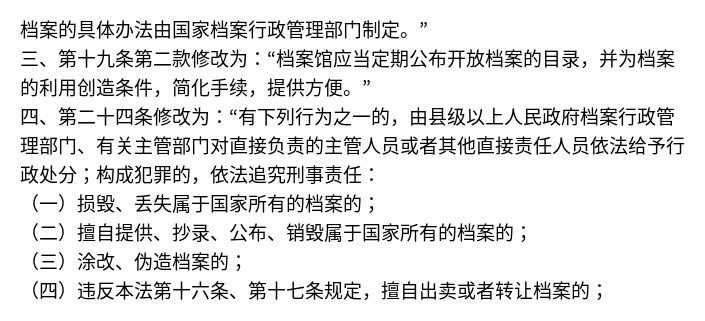 档案的具体办法由国家档案行政管理部门制定。”
三、第十九条第二款修改为：“档案馆应当定期公布开放档案的目录，并为档案
的利用创造条件，简化手续，提供方便。”
四、第二十四条修改为：“有下列行为之一的，由县级以上人民政府档案行政管
理部门、有关主管部门对直接负责的主管人员或者其他直接责任人员依法给予行
政处分；构成犯罪的，依法追究刑事责任：
（一）损毁、丢失属于国家所有的档案的；
（二）擅自提供、抄录、公布、销毁属于国家所有的档案的；
（三）涂改、伪造档案的；
（四）违反本法第十六条、第十七条规定，擅自出卖或者转让档案的；